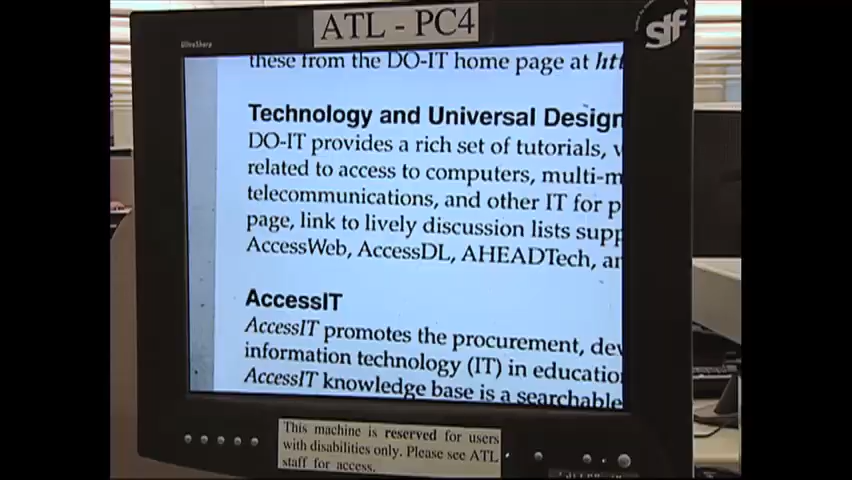 ATL - PC4
UltraSharp
these from the DO-IT home page at htt
Technology and Universal Design
DO-IT provides a rich set of tutorials, v
related to access to computers, multi-m
telecommunications, and other IT for p
page, link to lively discussion lists supp
AccessWeb, AccessDL, AHEADTech, an
AccessIT
AccessIT promotes the procurement, dev
information technology (IT) in educatio
AccessIT knowledge base is a searchable
This machine is reserved for users
with disabilities only. Please see ATL
staff for access.